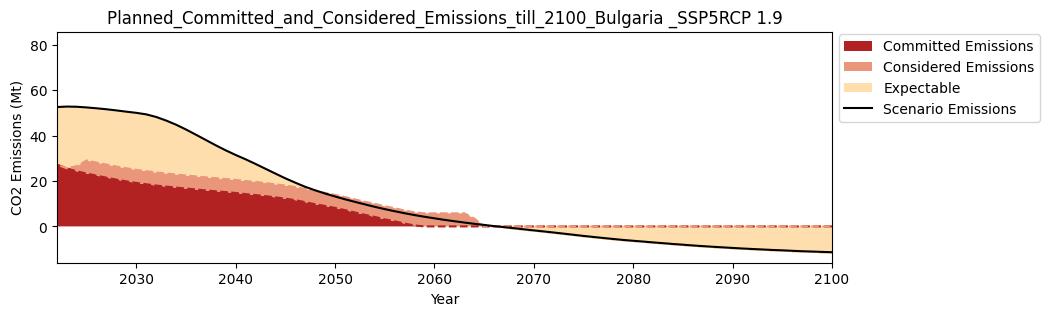 Planned_Committed_and_Considered_Emissions_till_2100_Bulgaria _SSP5RCP 1.9
Committed Emissions
Considered Emissions
Expectable
Scenario Emissions
CO2 Emissions (Mt)
80
60
40
20
0
2030 2040 2050 2060 2070 2080 2090 2100
Year